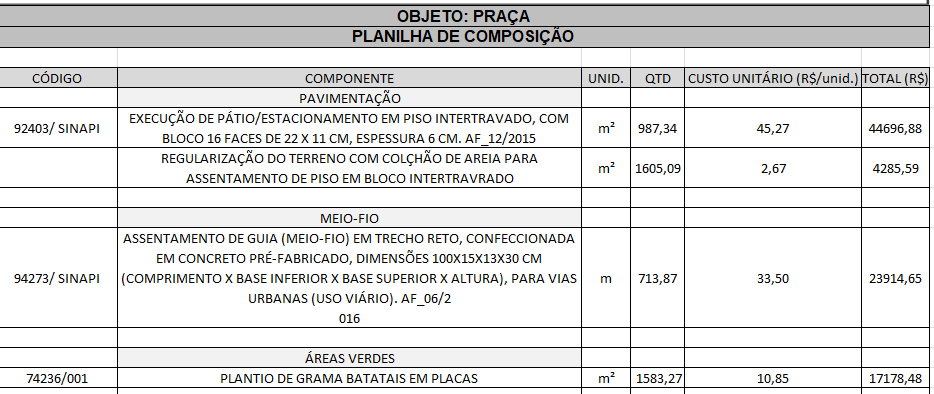 OBJETO: PRAÇA
PLANILHA DE COMPOSIÇÃO
CÓDIGO COMPONENTE UNID. QTD CUSTO UNITÁRIO (R$/unid.) TOTAL (R$)
PAVIMENTAÇÃO
92403/ SINAPI EXECUÇÃO DE PÁTIO/ESTACIONAMENTO EM PISO INTERTRAVADO, COM BLOCO 16 FACES DE 22 X 11 CM, ESPESSURA 6 CM. AF_12/2015 m² 987,34 45,27 44696,88
REGULARIZAÇÃO DO TERRENO COM COLÇHÃO DE AREIA PARA ASSENTAMENTO DE PISO EM BLOCO INTERTRAVRADO m² 1605,09 2,67 4285,59
MEIO-FIO
94273/ SINAPI ASSENTAMENTO DE GUIA (MEIO-FIO) EM TRECHO RETO, CONFECCIONADA EM CONCRETO PRÉ-FABRICADO, DIMENSÕES 100X15X13X30 CM (COMPRIMENTO X BASE INFERIOR X BASE SUPERIOR X ALTURA), PARA VIAS URBANAS (USO VIÁRIO). AF_06/2 016 m 713,87 33,50 23914,65
ÁREAS VERDES
74236/001 PLANTIO DE GRAMA BATATAIS EM PLACAS m² 1583,27 10,85 17178,48